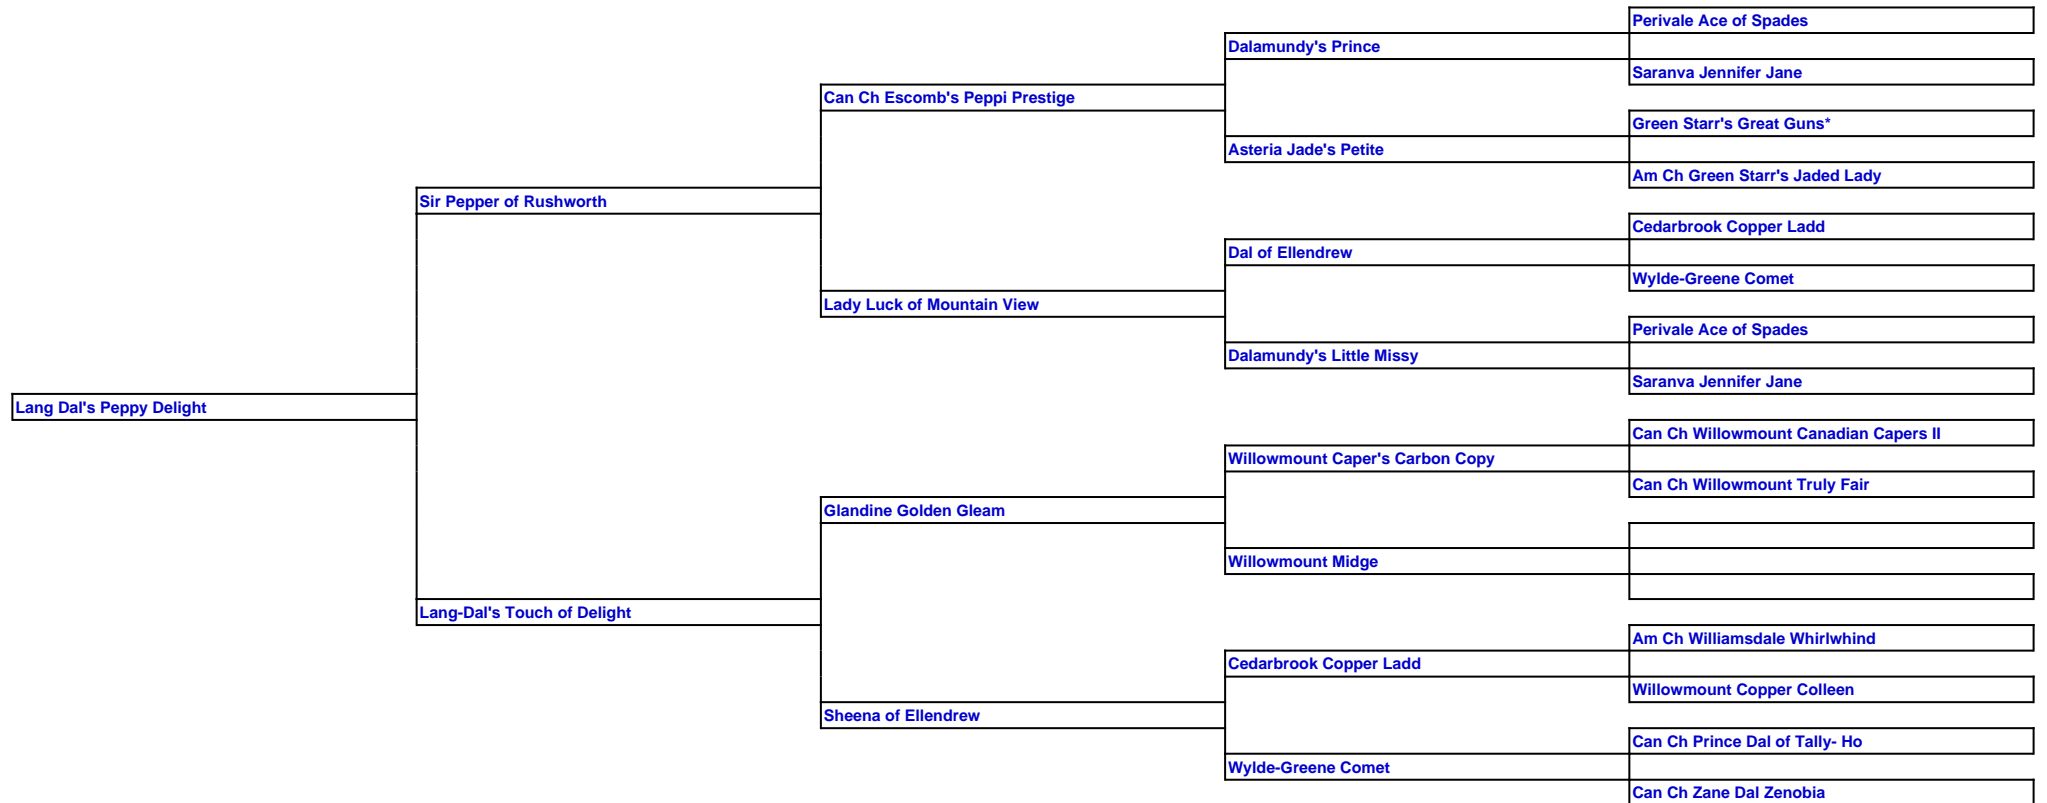 Perivale Ace of Spades
Dalamundy's Prince
Saranva Jennifer Jane
Can Ch Escomb's Peppi Prestige
Green Starr's Great Guns*
Asteria Jade's Petite
Am Ch Green Starr's Jaded Lady
Sir Pepper of Rushworth
Cedarbrook Copper Ladd
Dal of Ellendrew
Wylde-Greene Comet
Lady Luck of Mountain View
Perivale Ace of Spades
Dalamundy's Little Missy
Saranva Jennifer Jane
Lang Dal's Peppy Delight
Can Ch Willowmount Canadian Capers II
Willowmount Caper's Carbon Copy
Can Ch Willowmount Truly Fair
Glandine Golden Gleam
Willowmount Midge
Lang-Dal's Touch of Delight
Am Ch Williamsdale Whirlwhind
Cedarbrook Copper Ladd
Willowmount Copper Colleen
Sheena of Ellendrew
Can Ch Prince Dal of Tally- Ho
Wylde-Greene Comet
Can Ch Zane Dal Zenobia